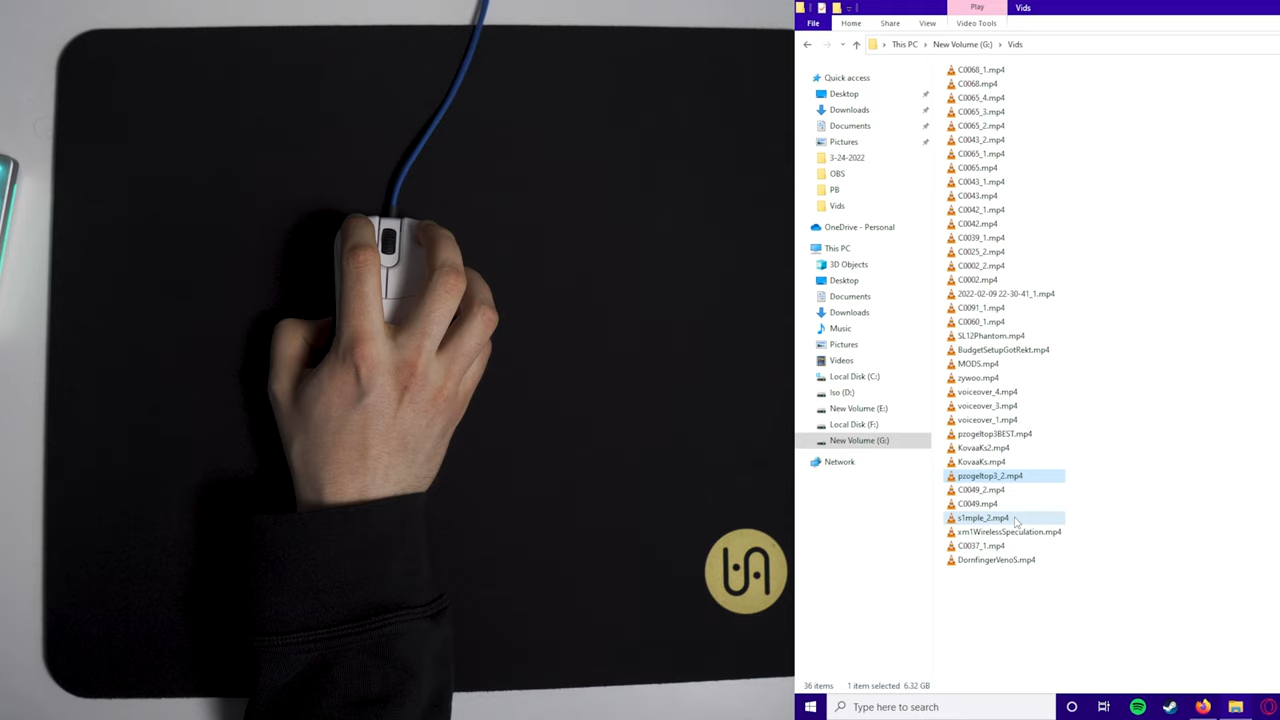 Play
Vids
File
Home
Share
View
Video Tools
This PC
New Volume (G:)
Vids
Quick access
Desktop
Downloads
Documents
Pictures
3-24-2022
OBS
PB
Vids
OneDrive - Personal
This PC
3D Objects
Desktop
Documents
Downloads
Music
Pictures
Videos
Local Disk (C:)
Iso (D:)
New Volume (E:)
Local Disk (F:)
New Volume (G:)
Network
C0068_1.mp4
C0068.mp4
C0065_4.mp4
C0065_3.mp4
C0065_2.mp4
C0043_2.mp4
C0065_1.mp4
C0065.mp4
C0043_1.mp4
C0043.mp4
C0042_1.mp4
C0042.mp4
C0039_1.mp4
C0025_2.mp4
C0002_2.mp4
C0002.mp4
2022-02-09 22-30-41_1.mp4
C0091_1.mp4
C0060_1.mp4
SL12Phantom.mp4
BudgetSetupGotRekt.mp4
MODS.mp4
zywoo.mp4
voiceover_4.mp4
voiceover_3.mp4
voiceover_1.mp4
pzogeltop3BEST.mp4
KovaaKs2.mp4
KovaaKs.mp4
pzogeltop3_2.mp4
C0049_2.mp4
C0049.mp4
s1mple_2.mp4
xm1WirelessSpeculation.mp4
C0037_1.mp4
DornfingerVenoS.mp4
36 items
1 item selected 6.32 GB
Type here to search